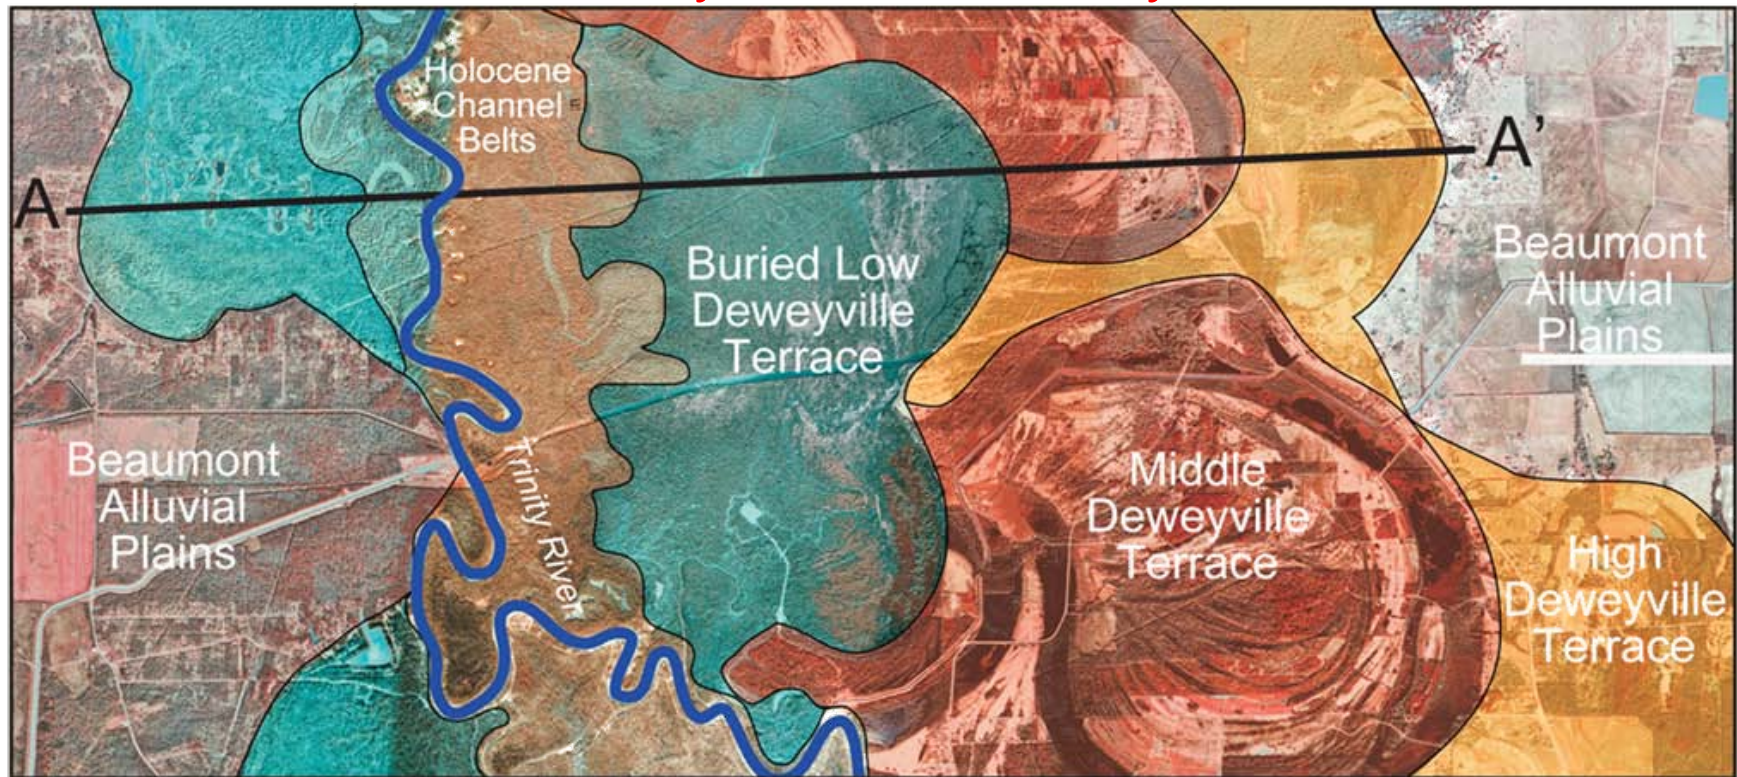 Holocene
Channel
Belts
A
A'
Buried Low
Deweyville
Terrace
Beaumont
Alluvial
Plains
Beaumont
Alluvial
Plains
Trinity River
Middle
Deweyville
Terrace
High
Deweyville
Terrace